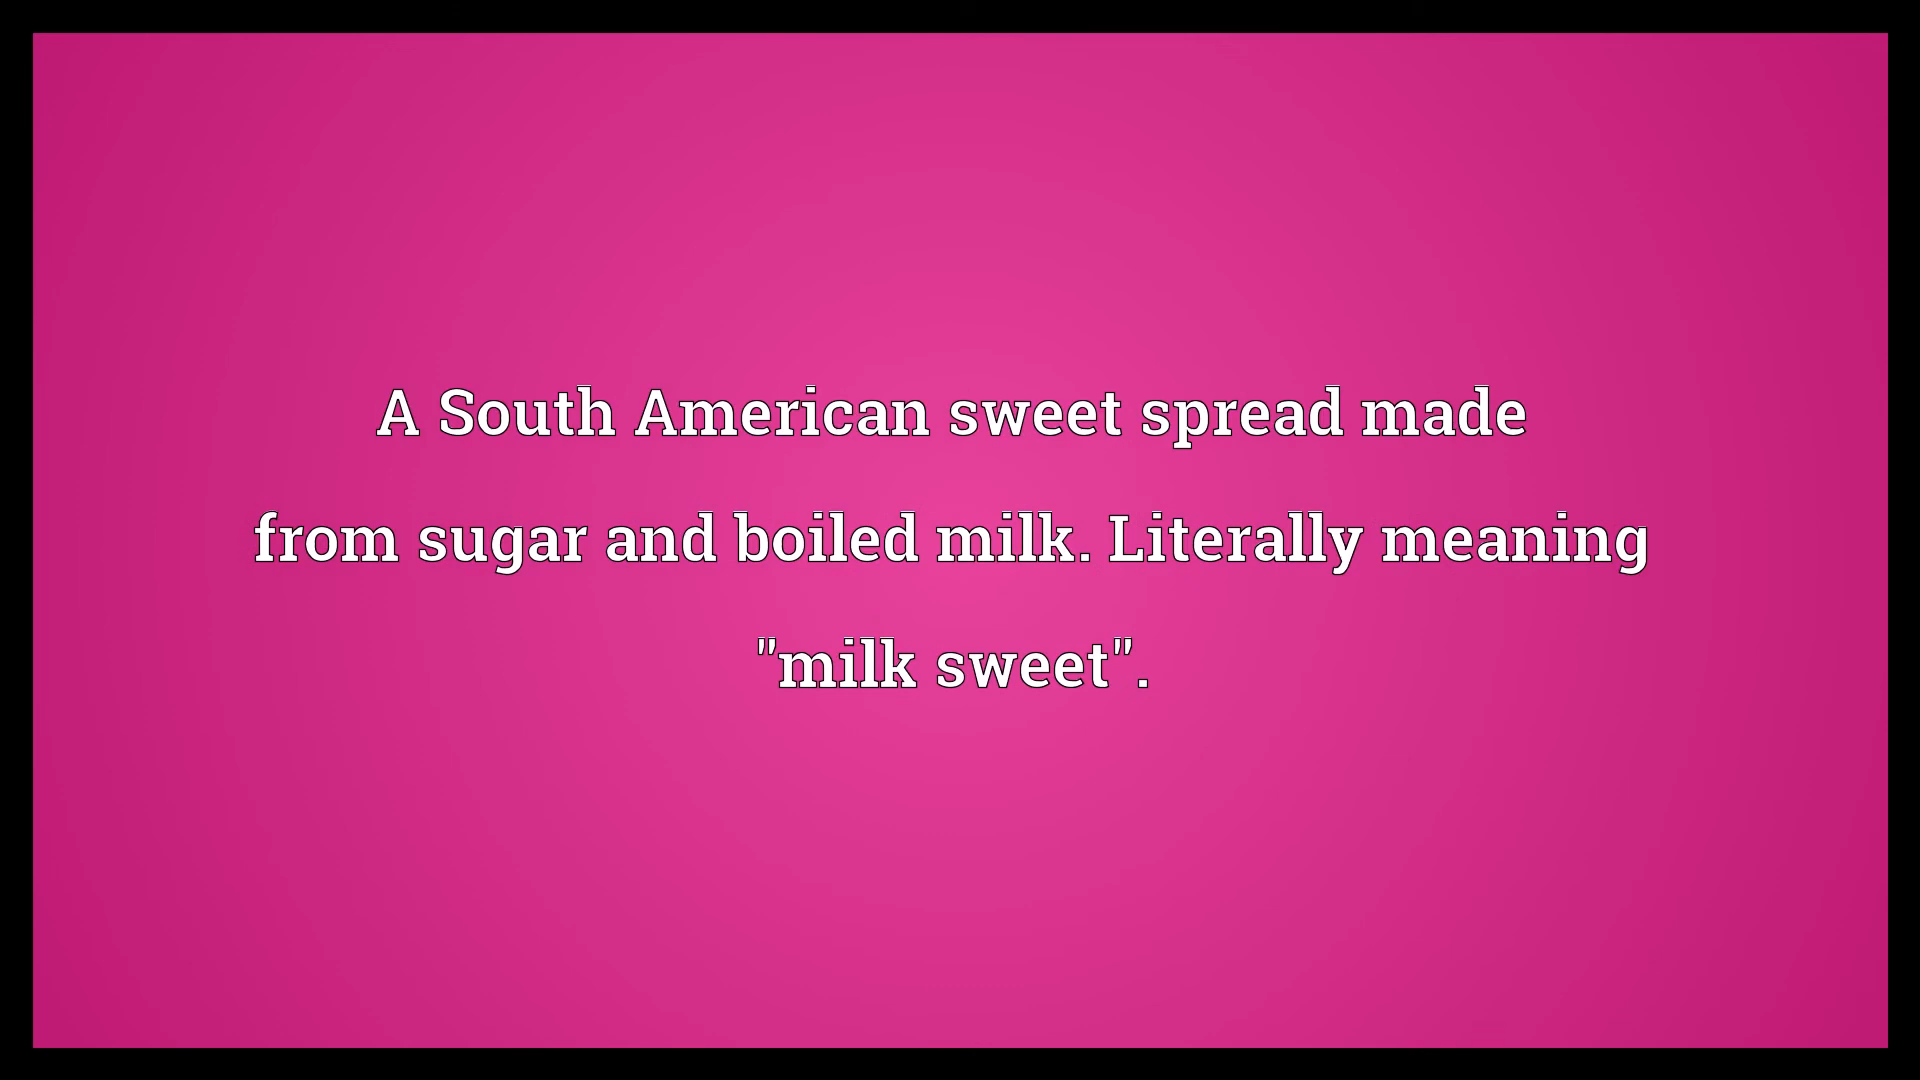 A South American sweet spread made
from sugar and boiled milk. Literally meaning
"milk sweet".